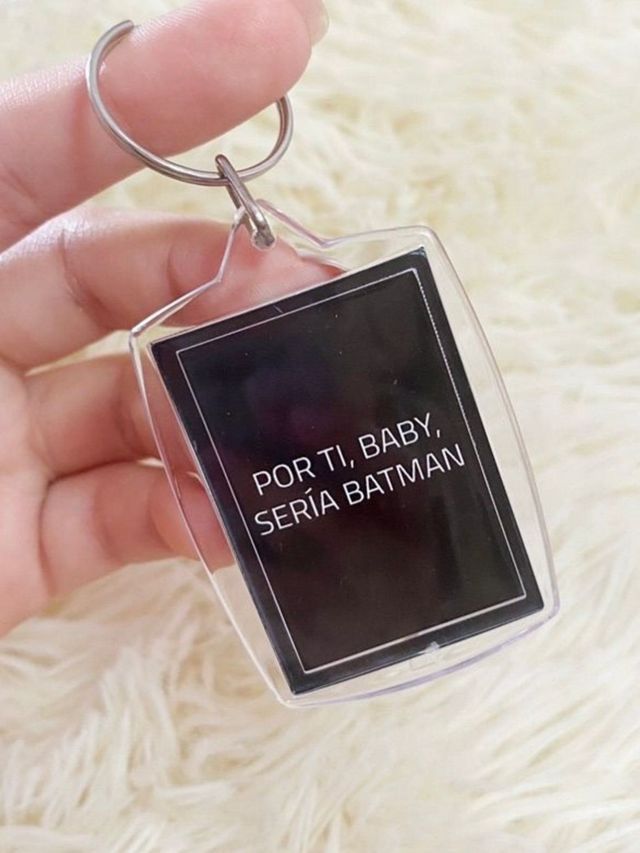 POR TI, BABY,
SERÍA BATMAN